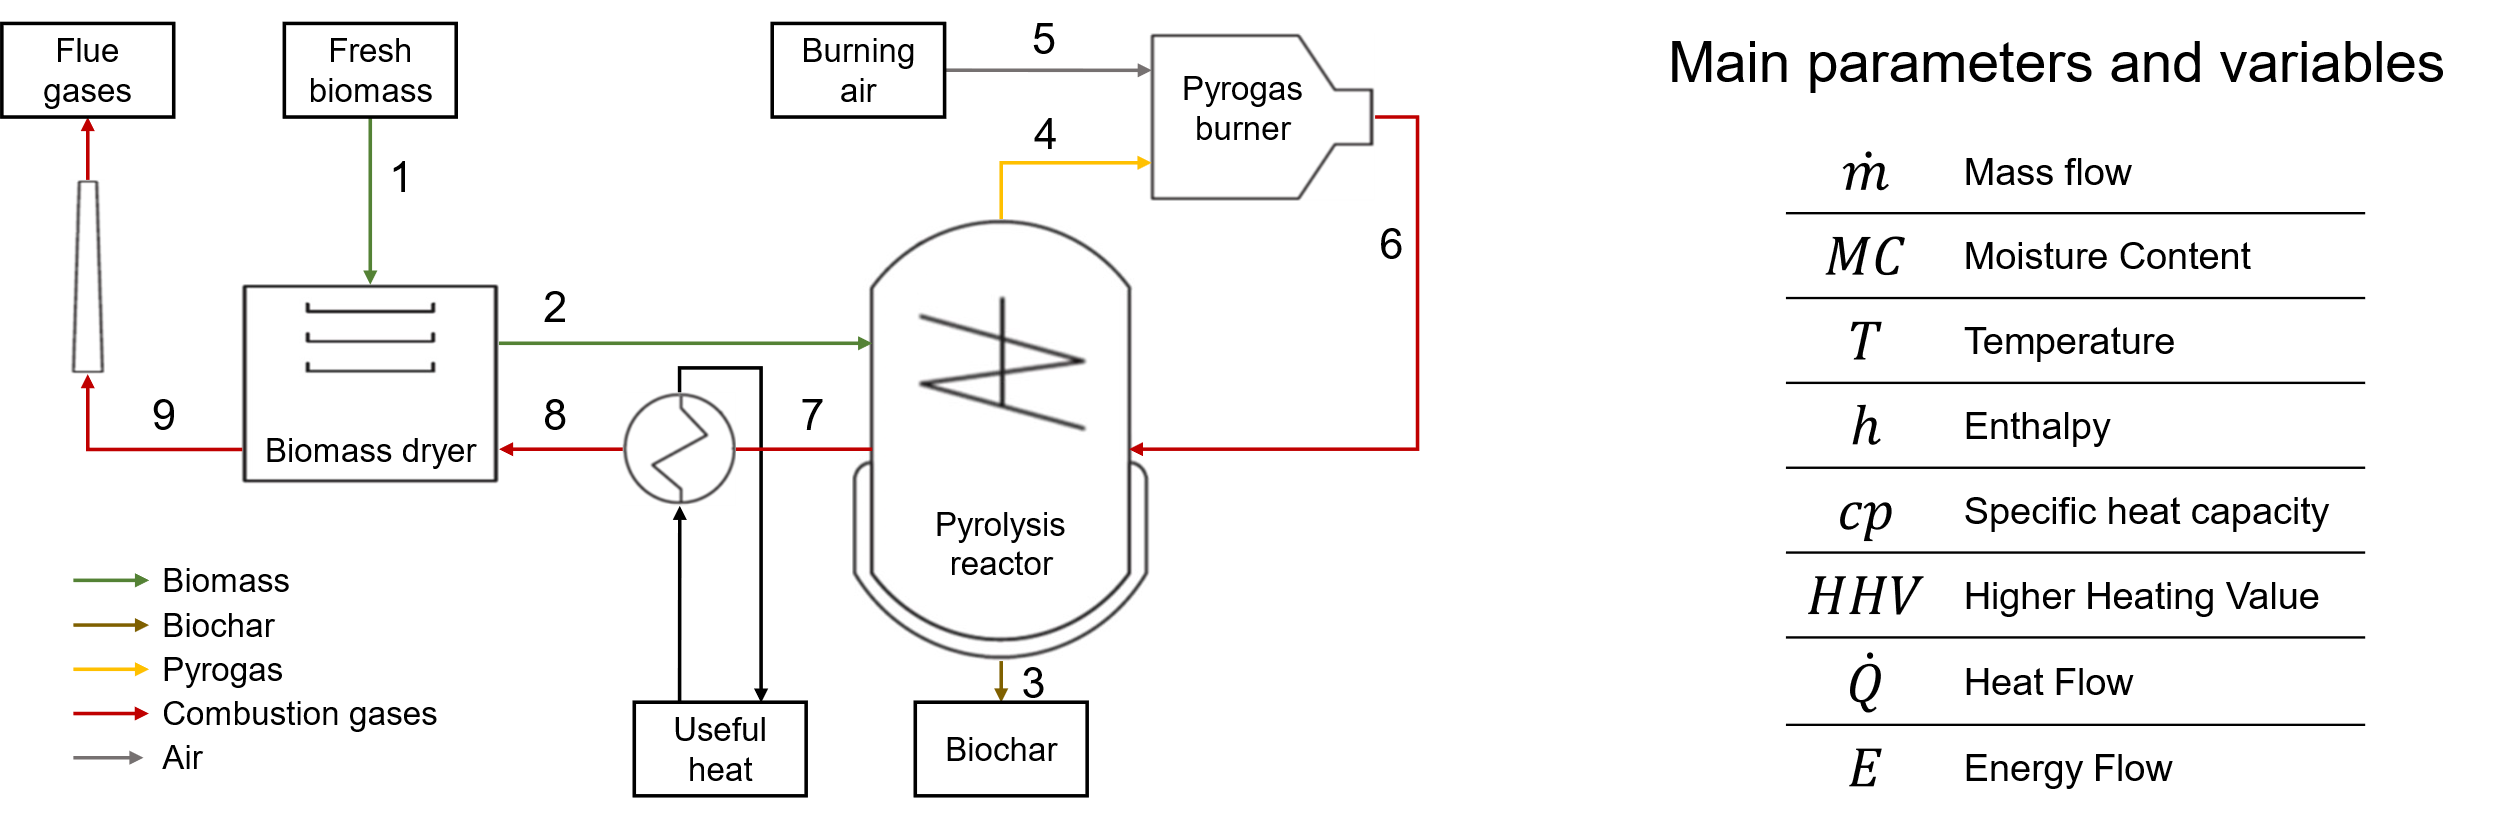 Flue
gases
Fresh
biomass
Burning
air
5
Pyrogas
burner
4
1
6
2
Biomass dryer
9
8
7
Pyrolysis
reactor
3
Useful
heat
Biochar
Biomass
Biochar
Pyrogas
Combustion gases
Air
Main parameters and variables
ṁ Mass flow
MC Moisture Content
T Temperature
h Enthalpy
cp Specific heat capacity
HHV Higher Heating Value
Q̇ Heat Flow
E Energy Flow